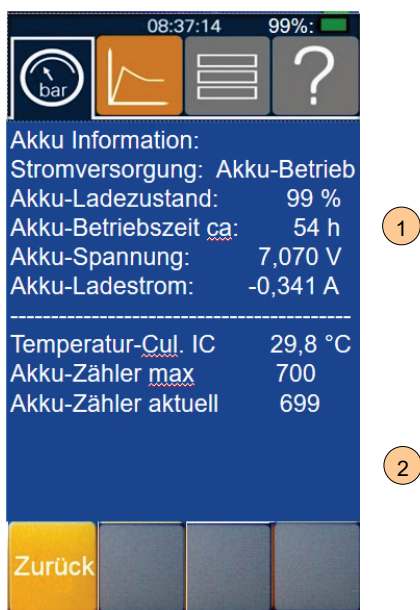 08:37:14 99%:
bar
?
Akku Information:
Stromversorgung: Akku-Betrieb
Akku-Ladezustand: 99 %
Akku-Betriebszeit ca: 54 h
Akku-Spannung: 7,070 V
Akku-Ladestrom: -0,341 A
------------------------------------------
Temperatur-Cul. IC 29,8 °C
Akku-Zähler max 700
Akku-Zähler aktuell 699
Zurück
1
2